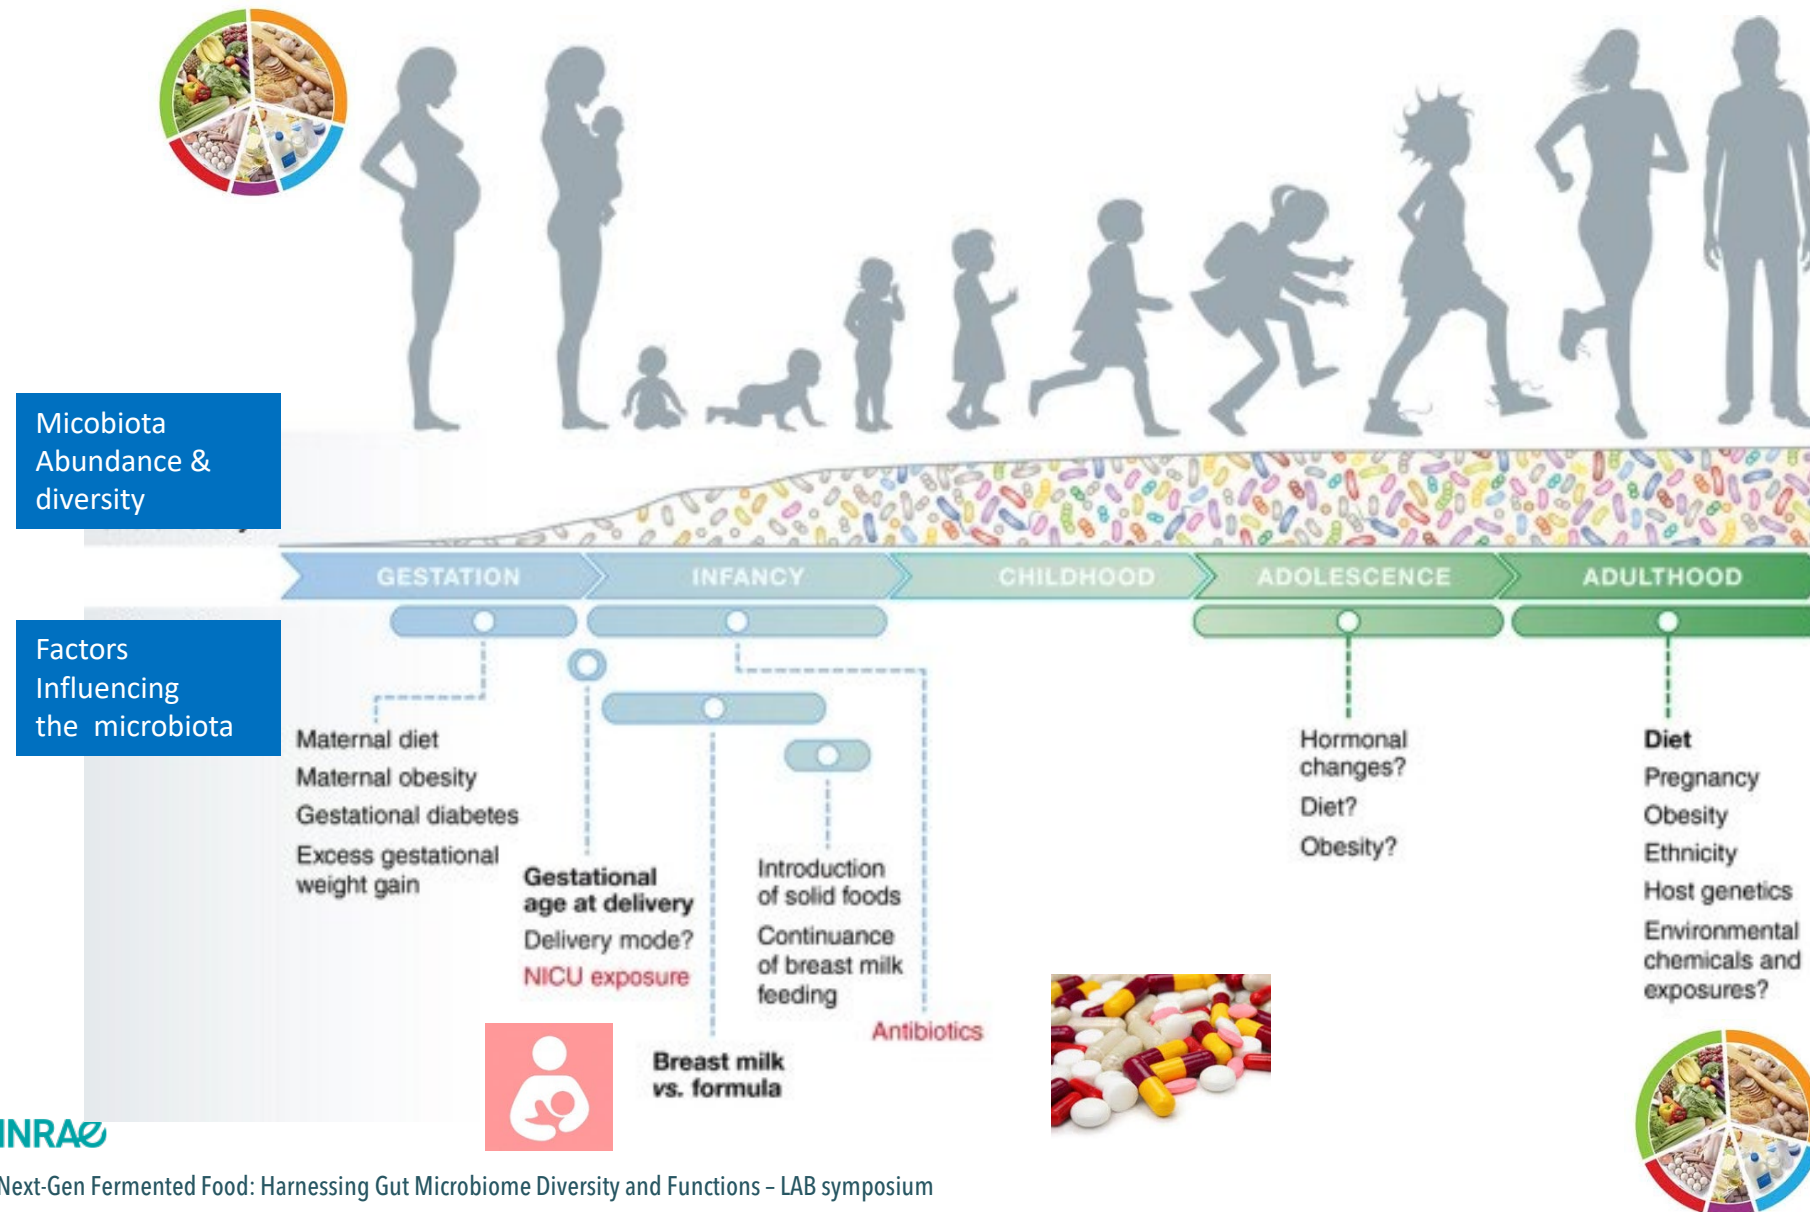 Micobiota
Abundance &
diversity
GESTATION
INFANCY
CHILDHOOD
ADOLESCENCE
ADULTHOOD
Factors
Influencing
the  microbiota
Maternal diet
Maternal obesity
Gestational diabetes
Excess gestational
weight gain
Gestational
age at delivery
Delivery mode?
NICU exposure
Breast milk
vs. formula
Introduction
of solid foods
Continuance
of breast milk
feeding
Antibiotics
Hormonal
changes?
Diet?
Obesity?
Diet
Pregnancy
Obesity
Ethnicity
Host genetics
Environmental
chemicals and
exposures?
INRAE
Next-Gen Fermented Food: Harnessing Gut Microbiome Diversity and Functions – LAB symposium